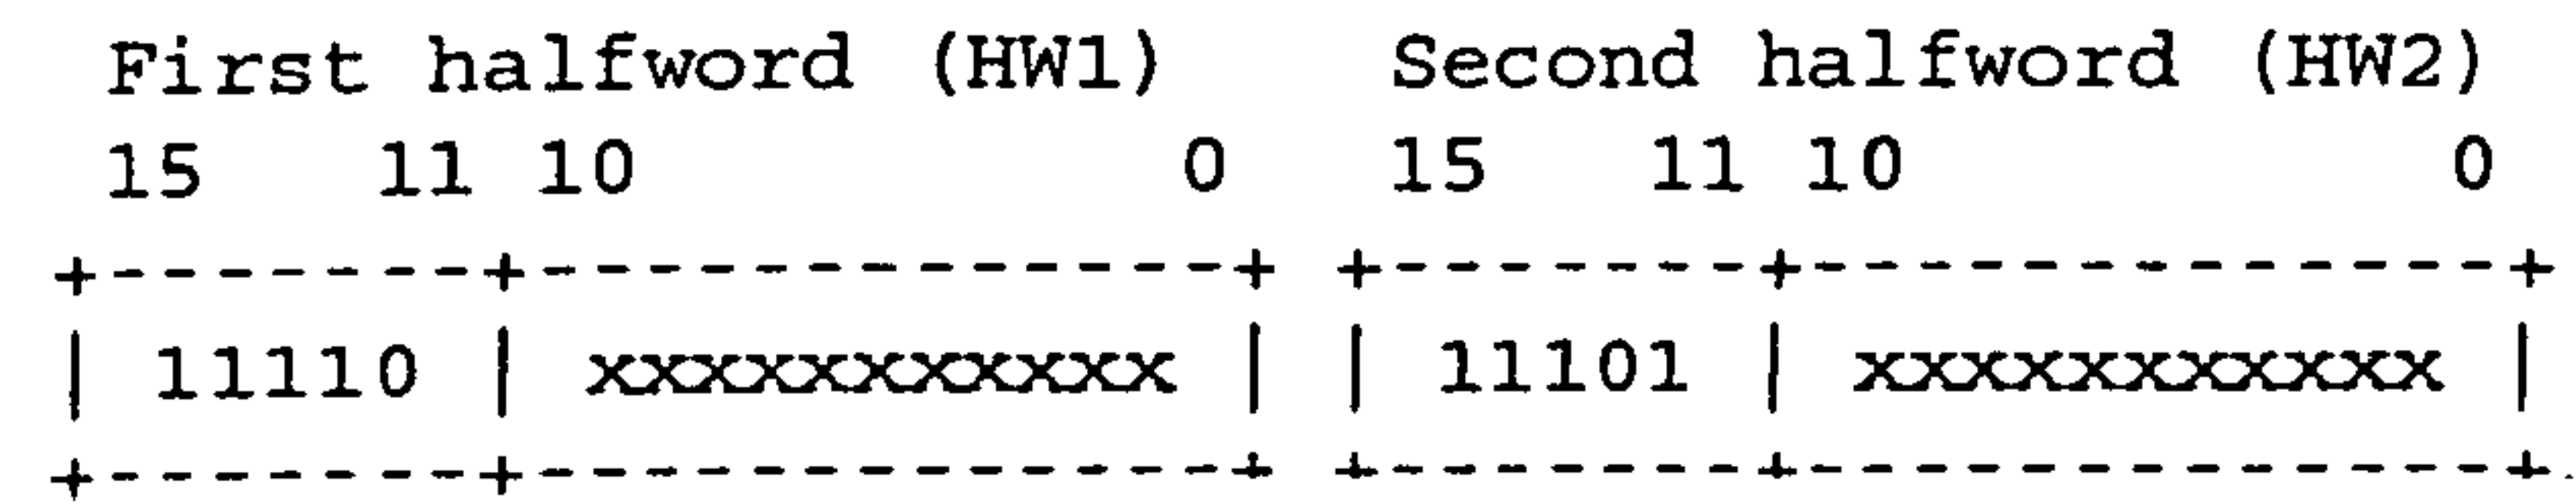 First halfword (HW1) Second halfword (HW2)
15 11 10 0 15 11 10 0
+--------+--------------+ +--------+--------------+
| 11110 | xxxxxxxxxxx | | 11101 | xxxxxxxxxxx |
+--------+--------------+ +--------+--------------+